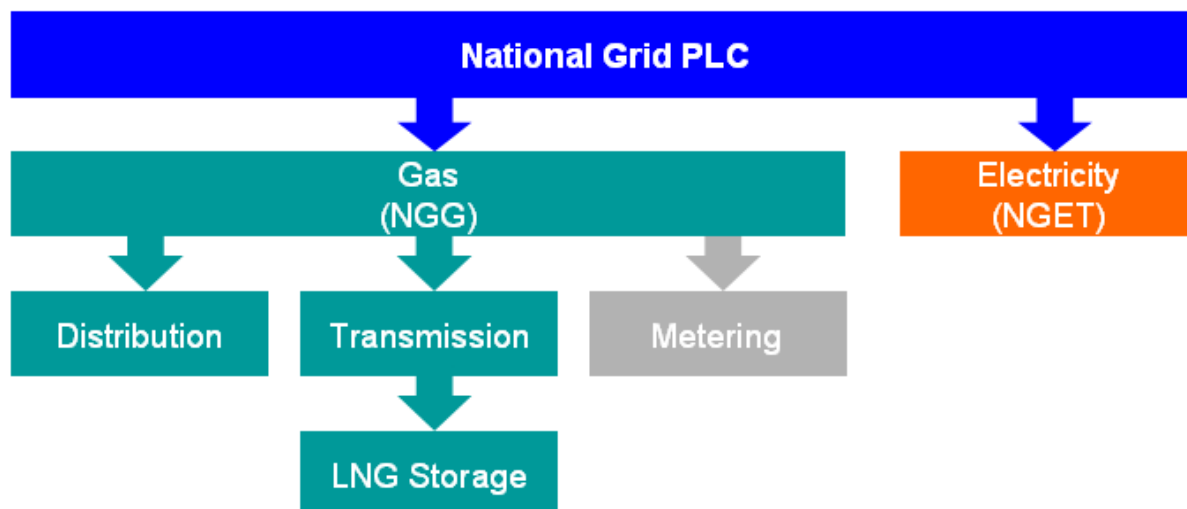 National Grid PLC
Gas
(NGG)
Electricity
(NGET)
Distribution
Transmission
Metering
LNG Storage